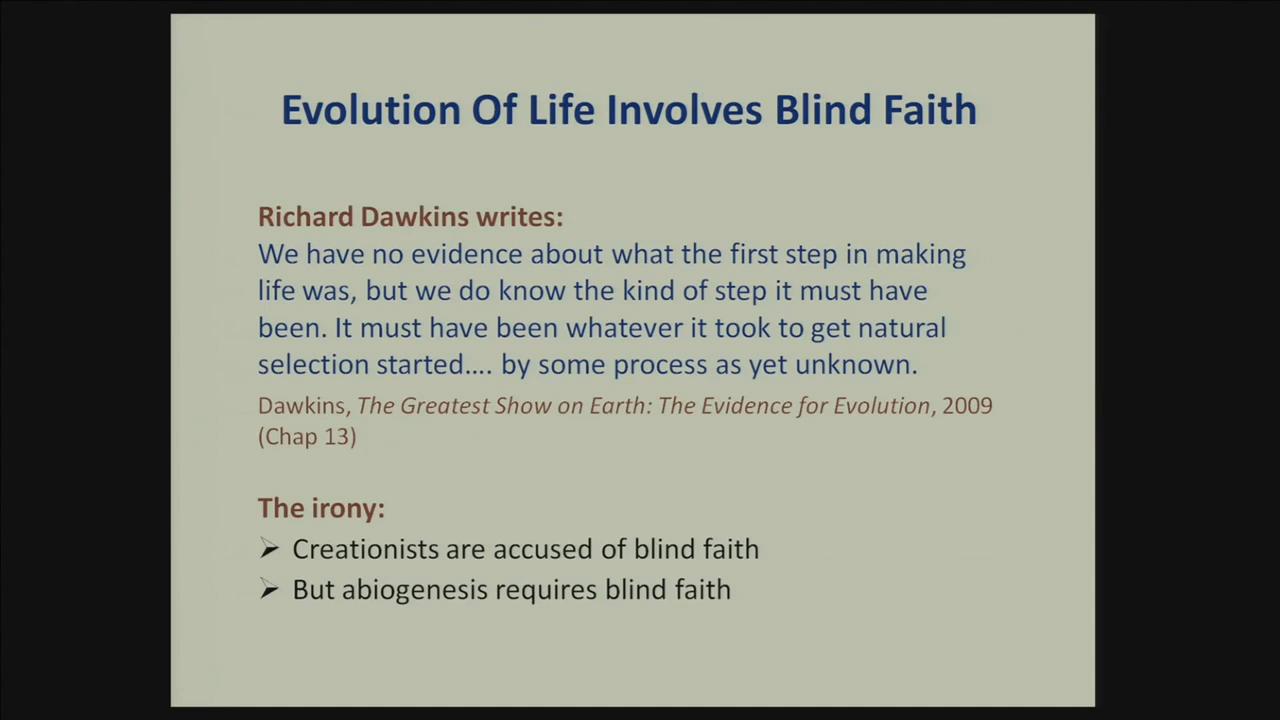 Evolution Of Life Involves Blind Faith
Richard Dawkins writes:
We have no evidence about what the first step in making
life was, but we do know the kind of step it must have
been. It must have been whatever it took to get natural
selection started…. by some process as yet unknown.
Dawkins, The Greatest Show on Earth: The Evidence for Evolution, 2009
(Chap 13)
The irony:
➢ Creationists are accused of blind faith
➢ But abiogenesis requires blind faith